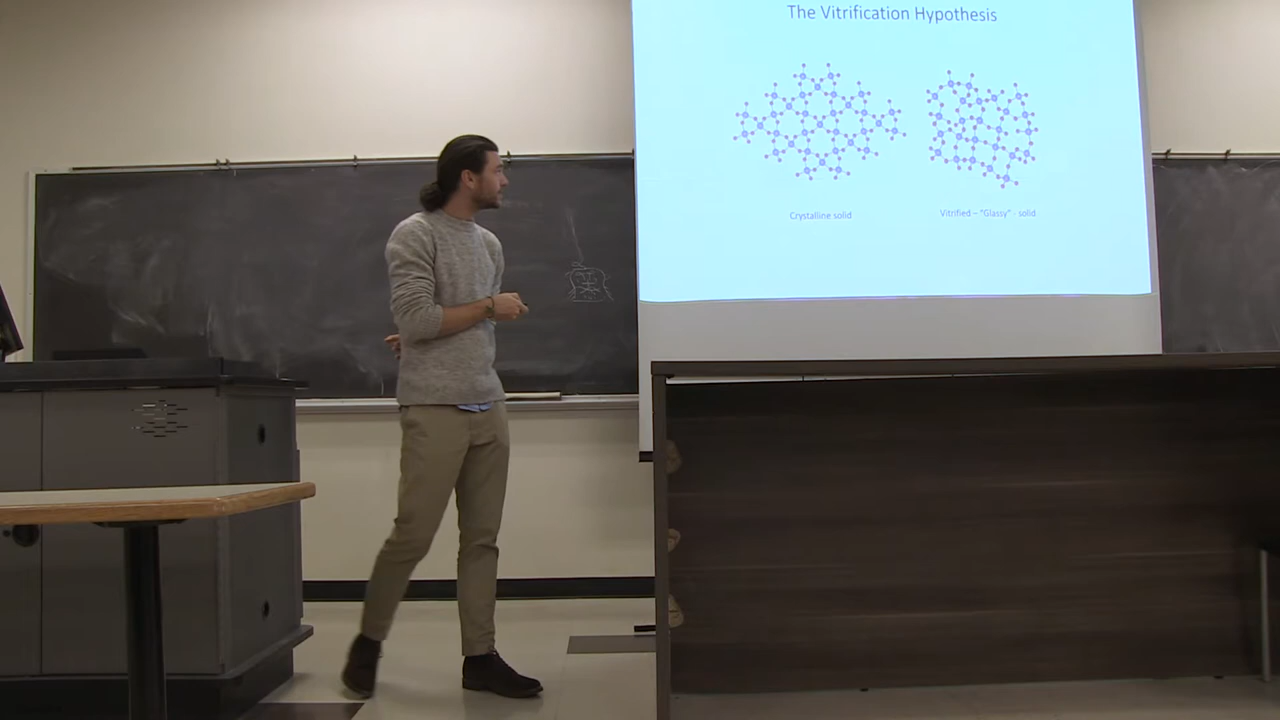 The Vitrification Hypothesis
Crystalline solid
Vitrified – "Glassy" - solid